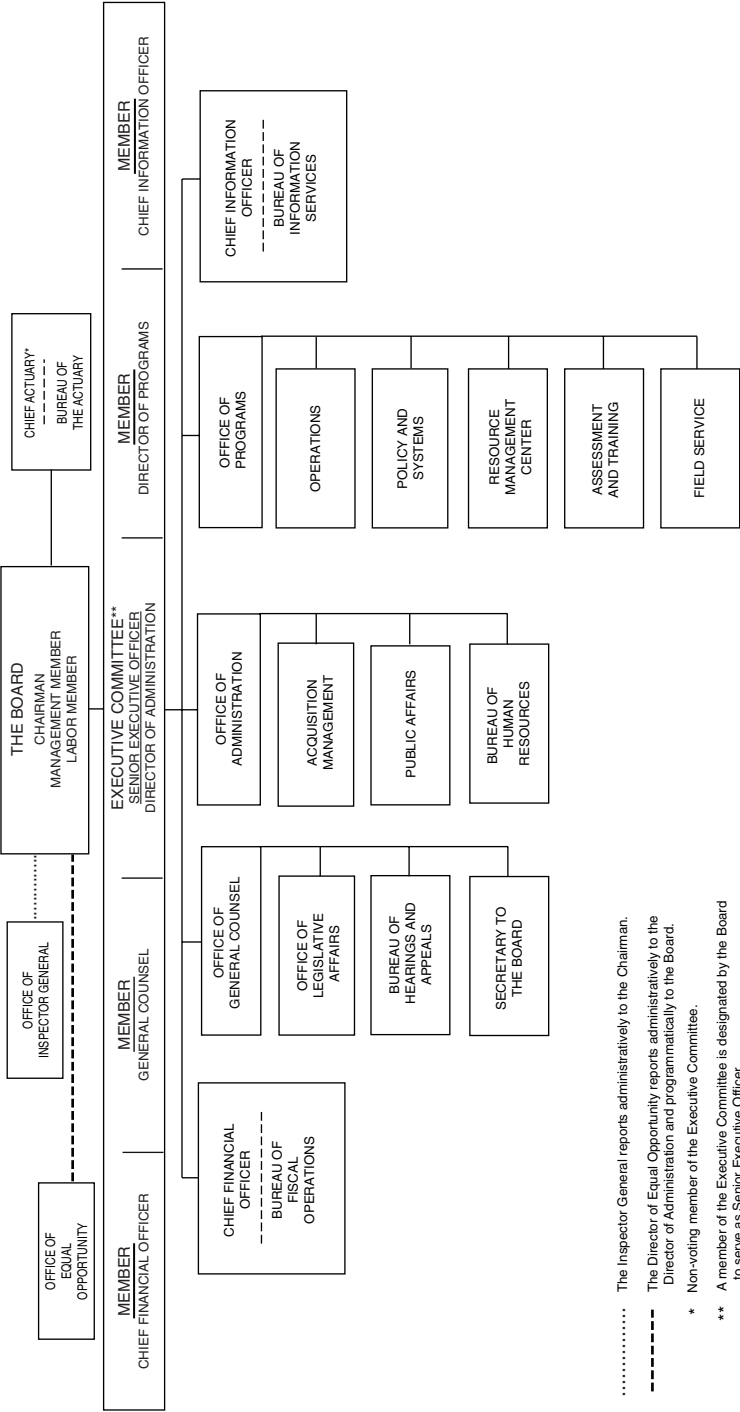 THE BOARD
CHAIRMAN
MANAGEMENT MEMBER
LABOR MEMBER
OFFICE OF
EQUAL
OPPORTUNITY
OFFICE OF
INSPECTOR GENERAL
CHIEF ACTUARY*
BUREAU OF
THE ACTUARY
MEMBER
CHIEF FINANCIAL OFFICER
MEMBER
GENERAL COUNSEL
EXECUTIVE COMMITTEE**
SENIOR EXECUTIVE OFFICER
DIRECTOR OF ADMINISTRATION
MEMBER
DIRECTOR OF PROGRAMS
MEMBER
CHIEF INFORMATION OFFICER
CHIEF FINANCIAL
OFFICER
BUREAU OF
FISCAL
OPERATIONS
OFFICE OF
GENERAL COUNSEL
OFFICE OF
LEGISLATIVE
AFFAIRS
BUREAU OF
HEARINGS AND
APPEALS
SECRETARY TO
THE BOARD
OFFICE OF
ADMINISTRATION
ACQUISITION
MANAGEMENT
PUBLIC AFFAIRS
BUREAU OF
HUMAN
RESOURCES
OFFICE OF
PROGRAMS
OPERATIONS
POLICY AND
SYSTEMS
RESOURCE
MANAGEMENT
CENTER
ASSESSMENT
AND TRAINING
FIELD SERVICE
CHIEF INFORMATION
OFFICER
BUREAU OF
INFORMATION
SERVICES
The Inspector General reports administratively to the Chairman.
The Director of Equal Opportunity reports administratively to the
Director of Administration and programmatically to the Board.
* Non-voting member of the Executive Committee.
** A member of the Executive Committee is designated by the Board
to serve as Senior Executive Officer.